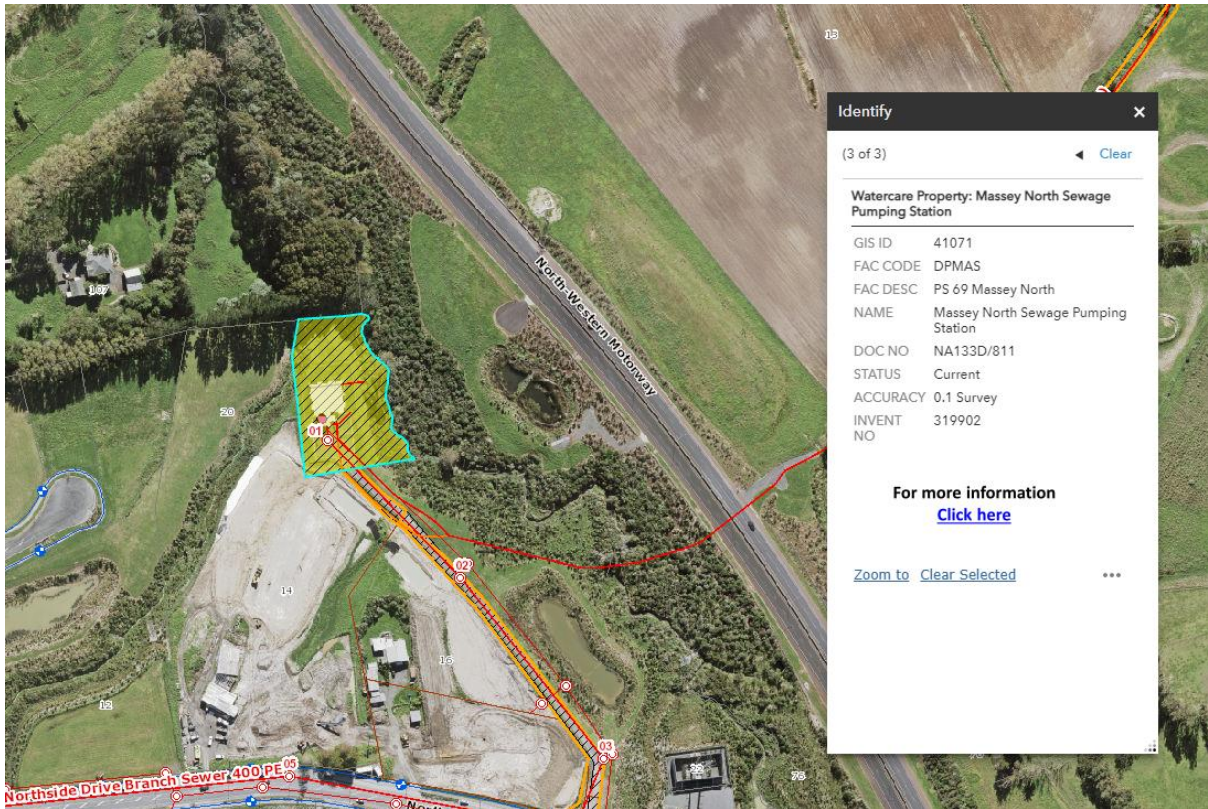 13
Identify
(3 of 3)
Clear
Watercare Property: Massey North Sewage
Pumping Station
GIS ID 41071
FAC CODE DPMAS
FAC DESC PS 69 Massey North
NAME Massey North Sewage Pumping
Station
DOC NO NA133D/811
STATUS Current
ACCURACY 0.1 Survey
INVENT 319902
NO
For more information
Click here
Zoom to Clear Selected
North-Western Motorway
107
20
01
02
14
16
12
03
05
Northside Drive Branch Sewer 400 PE
76